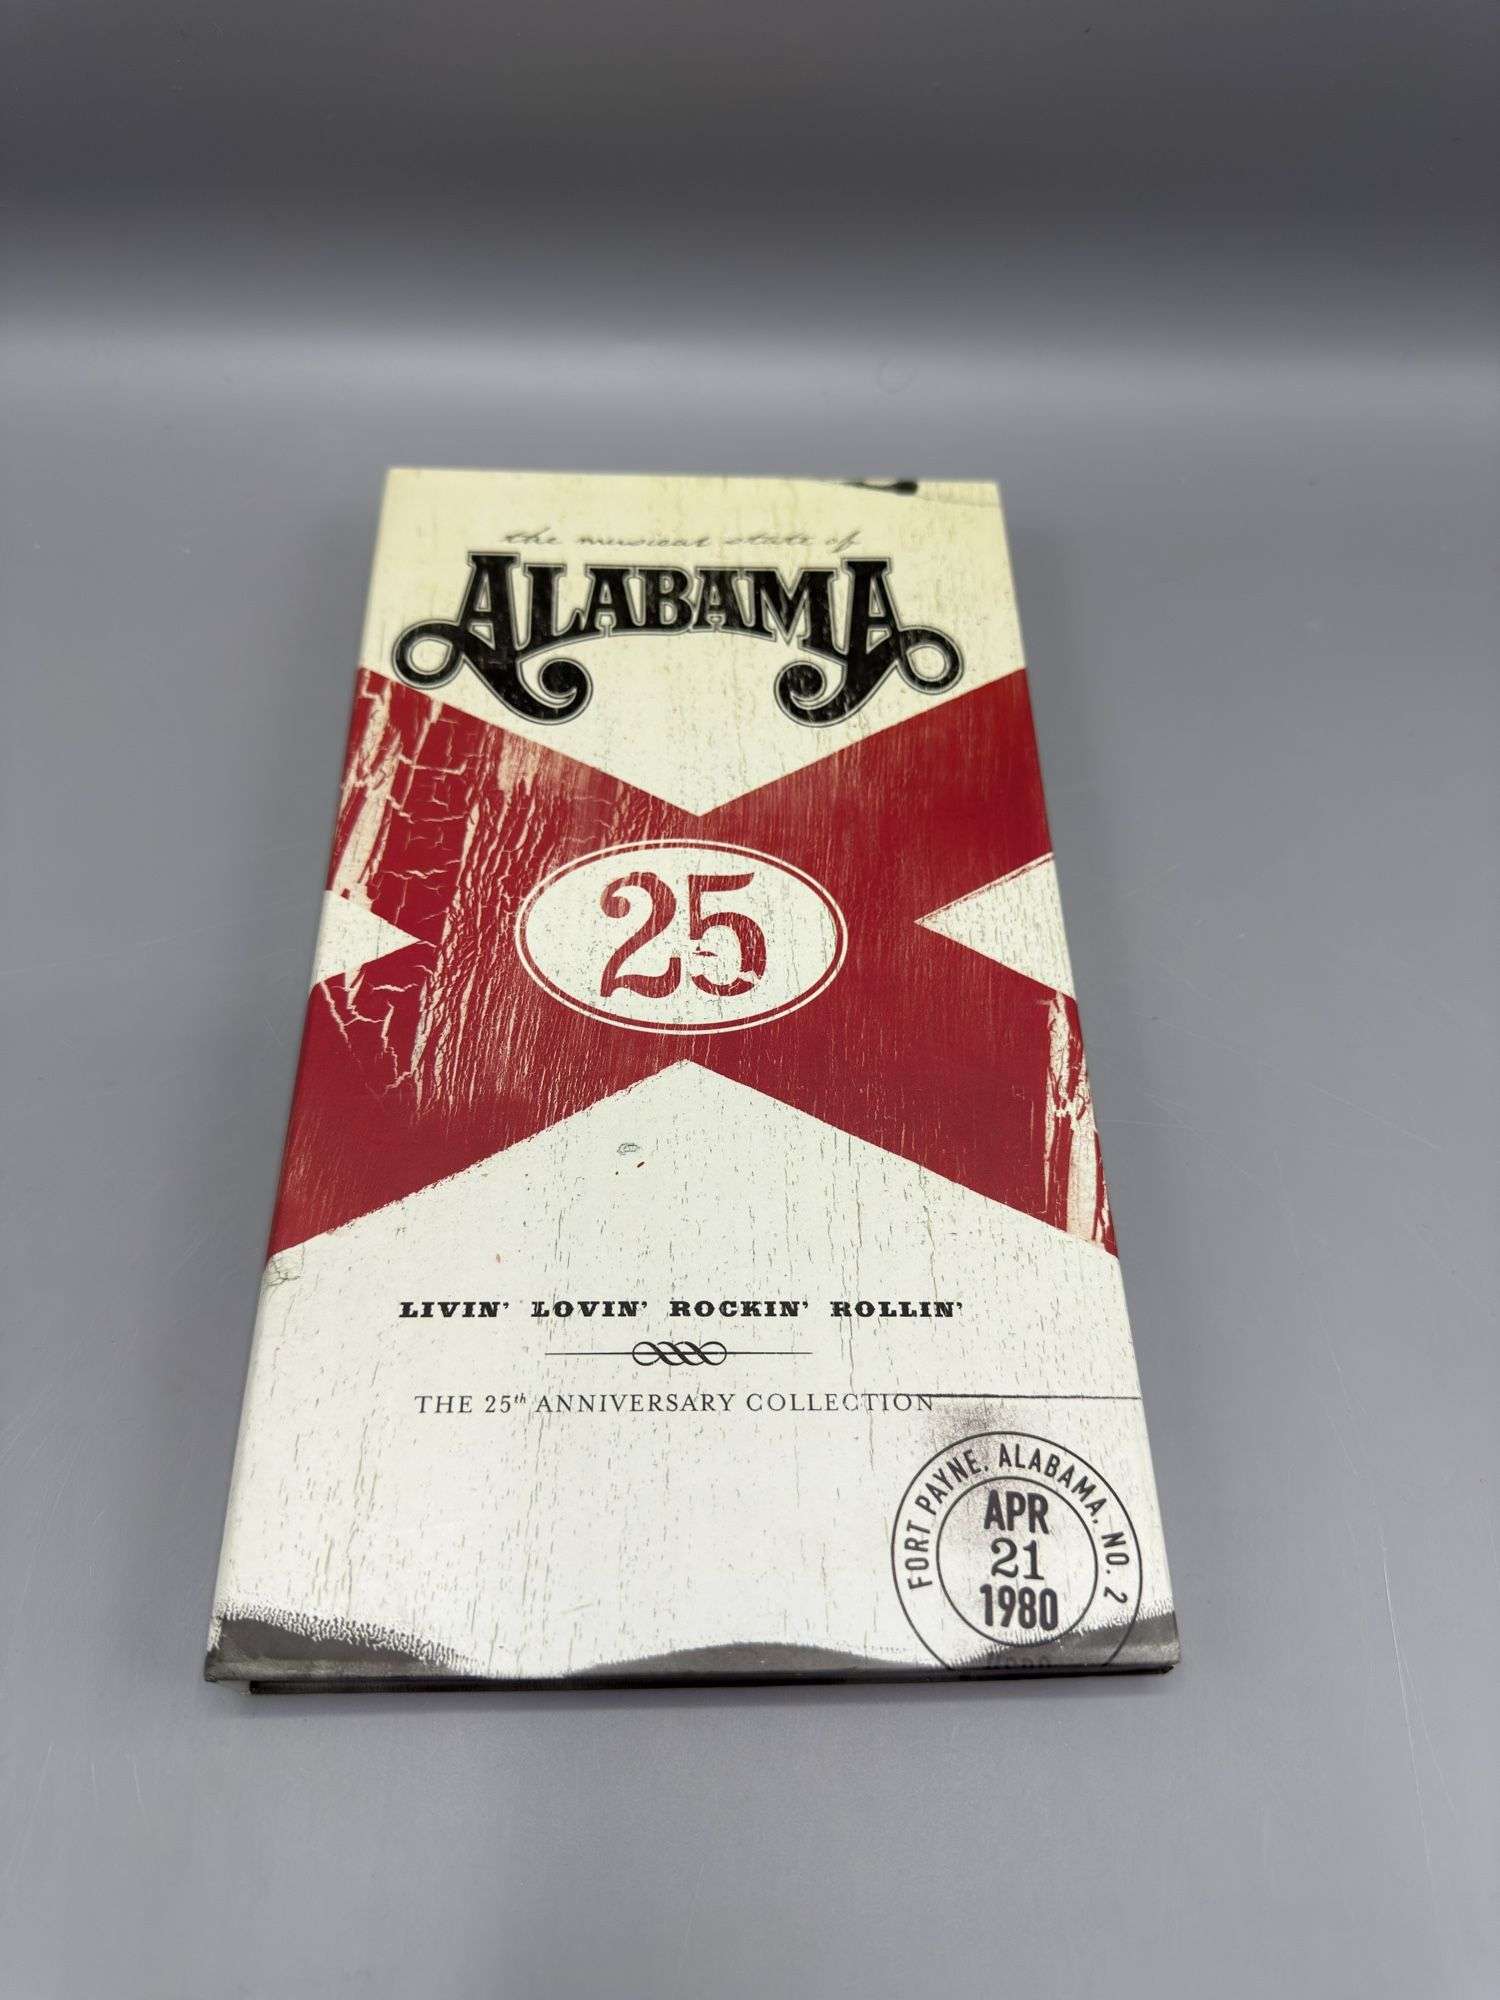 the musical state of
ALABAMA
25
LIVIN' LOVIN' ROCKIN' ROLLIN'
THE 25th ANNIVERSARY COLLECTION
FORT PAYNE, ALABAMA, NO. 2
APR
21
1980